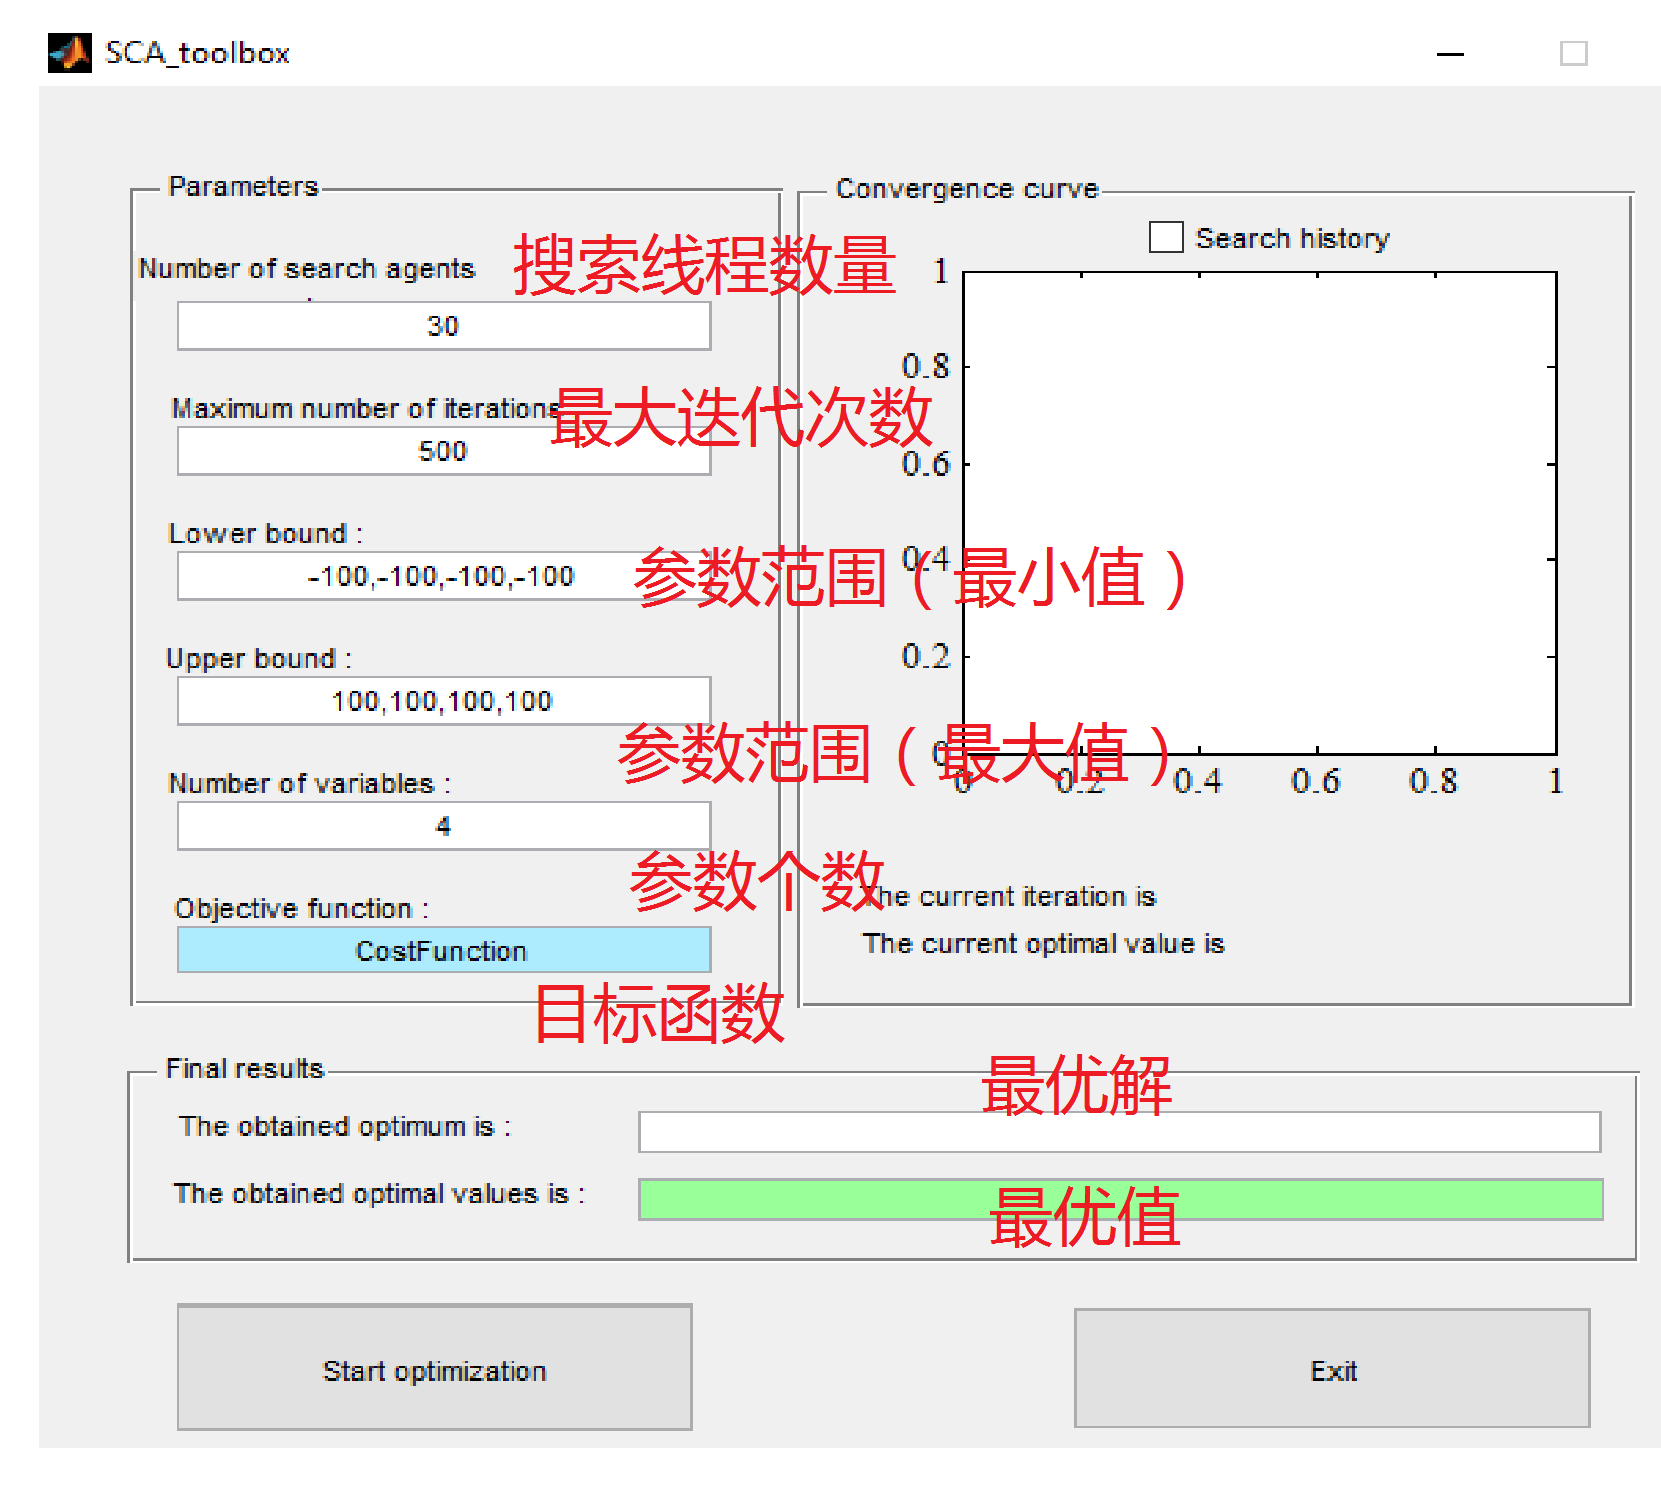 SCA_toolbox
Parameters
Number of search agents 搜索线程数量
30
Maximum number of iterations 最大迭代次数
500
Lower bound :
-100,-100,-100,-100 参数范围（最小值）
Upper bound :
100,100,100,100
参数范围（最大值）
Number of variables :
4
参数个数
Objective function :
CostFunction
目标函数
Convergence curve
Search history
1
0.8
0.6
0.4
0.2
0
0 0.2 0.4 0.6 0.8 1
The current iteration is
The current optimal value is
Final results
最优解
The obtained optimum is :
The obtained optimal values is :
最优值
Start optimization
Exit